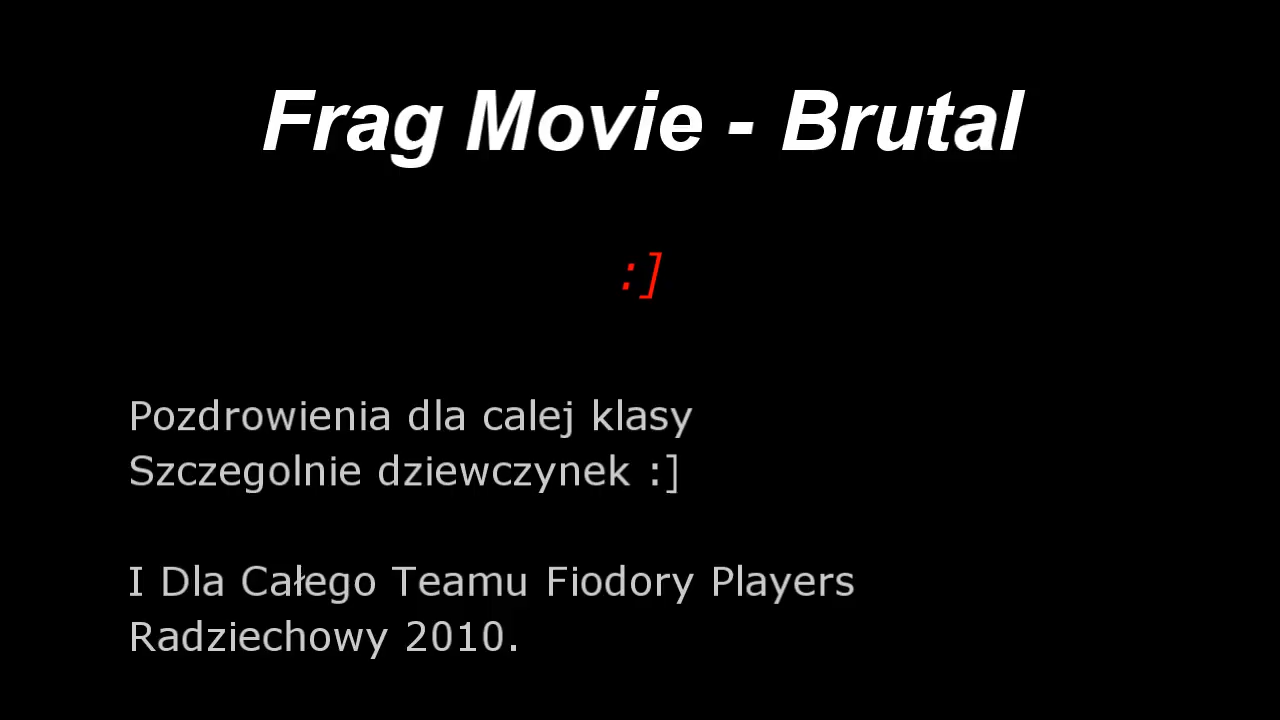 Frag Movie - Brutal
:]
Pozdrowienia dla calej klasy
Szczegolnie dziewczynek :]
I Dla Całego Teamu Fiodory Players
Radziechowy 2010.